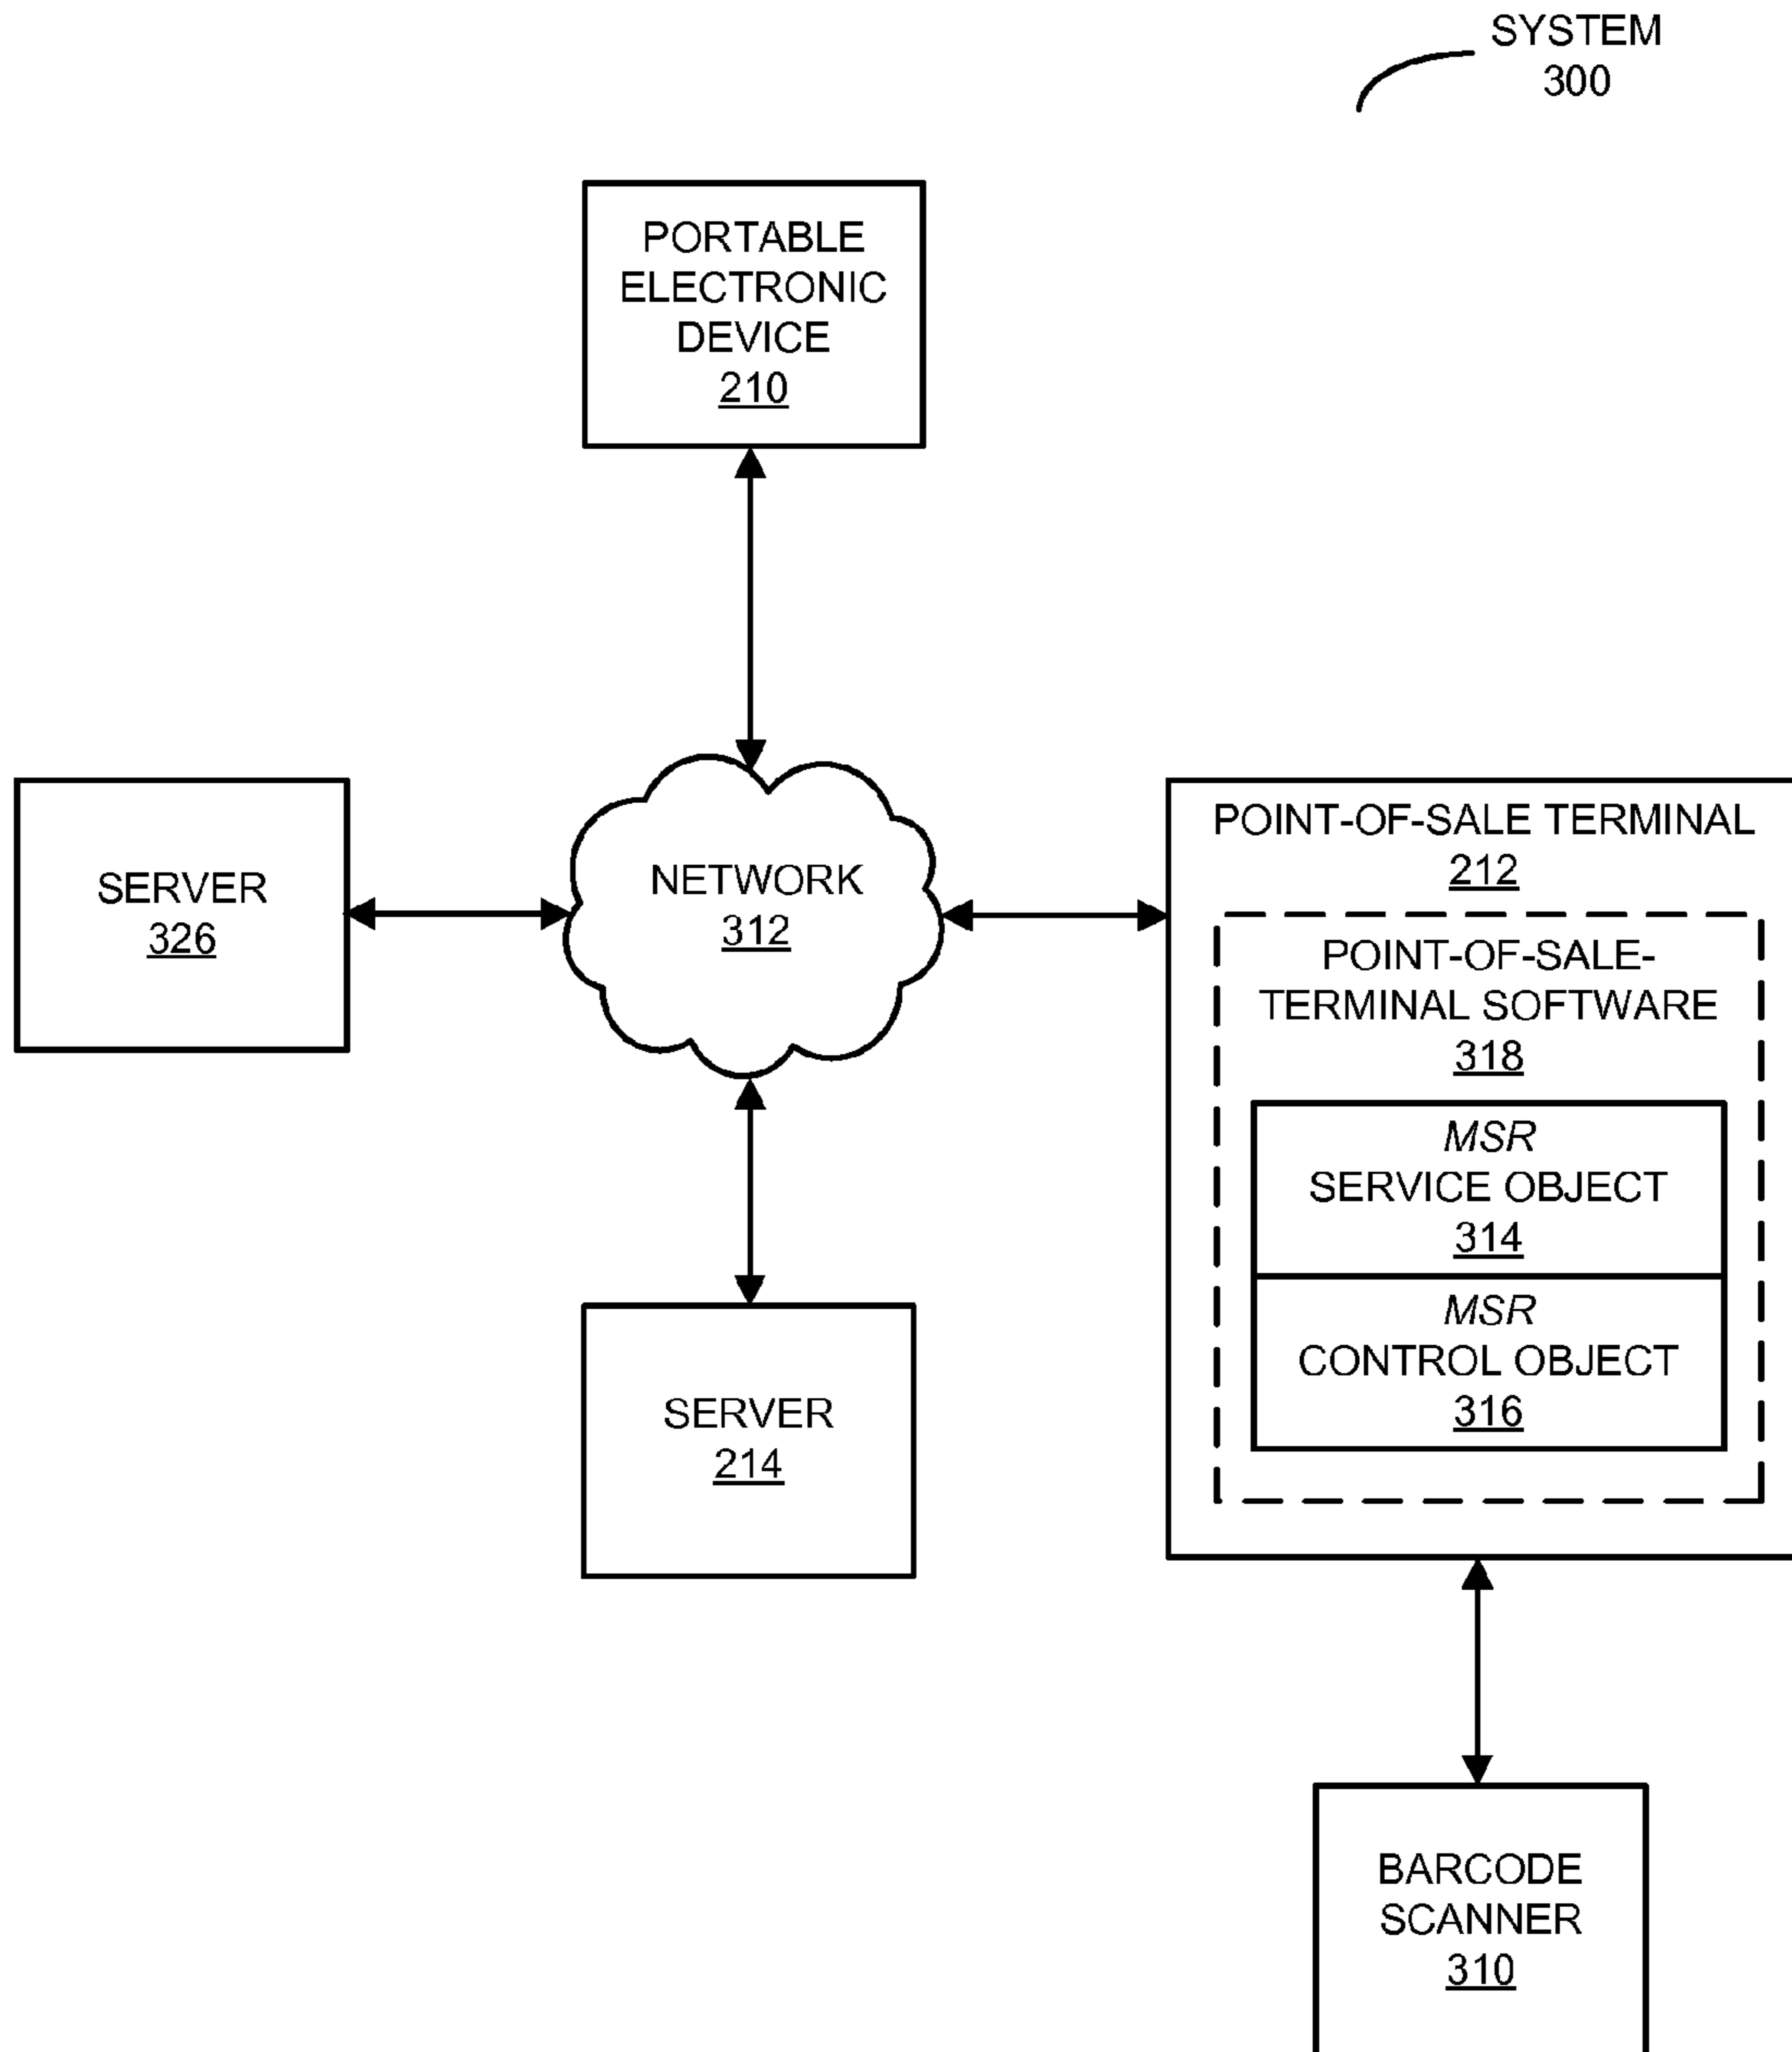 SYSTEM
300
PORTABLE
ELECTRONIC
DEVICE
210
SERVER
326
NETWORK
312
POINT-OF-SALE TERMINAL
212
POINT-OF-SALE-
TERMINAL SOFTWARE
318
MSR
SERVICE OBJECT
314
MSR
CONTROL OBJECT
316
SERVER
214
BARCODE
SCANNER
310